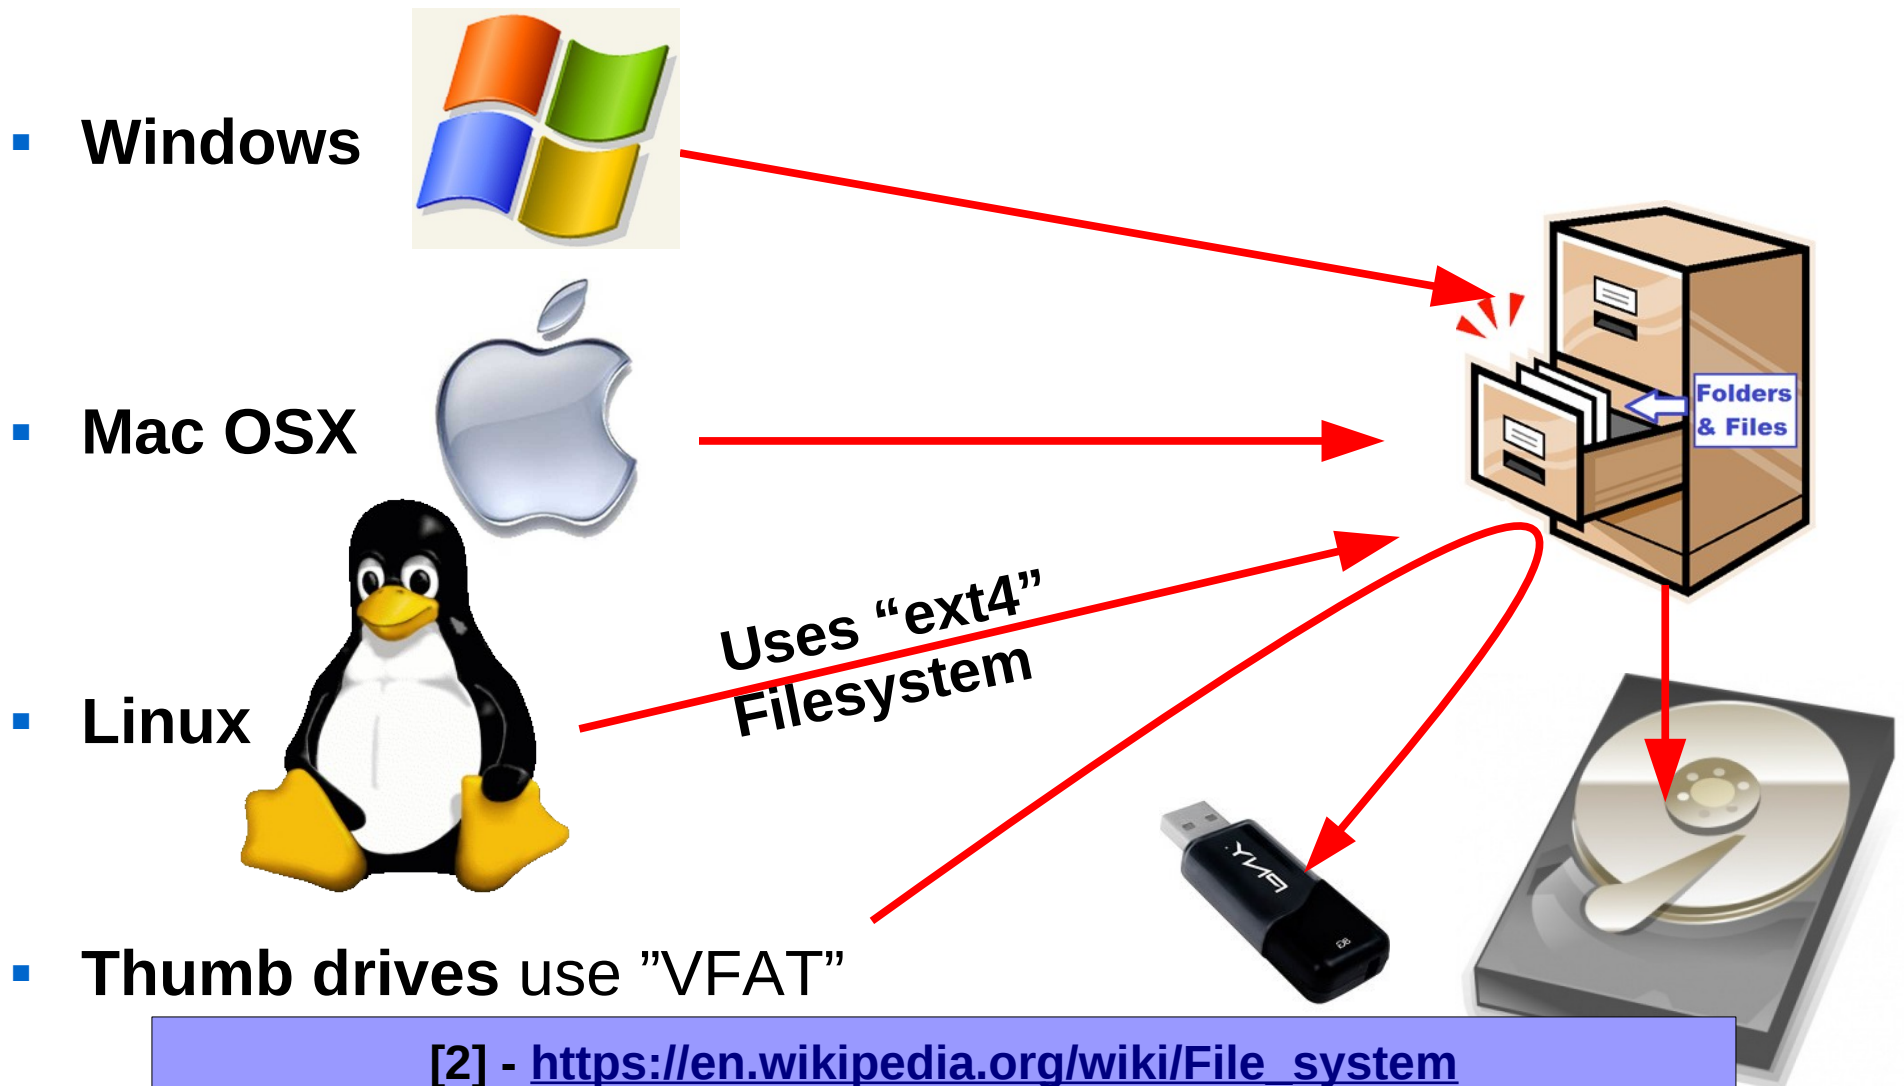 Windows
Mac OSX
Folders
& Files
Uses “ext4”
Filesystem
Linux
PNY
Thumb drives use ”VFAT”
[2] - https://en.wikipedia.org/wiki/File_system